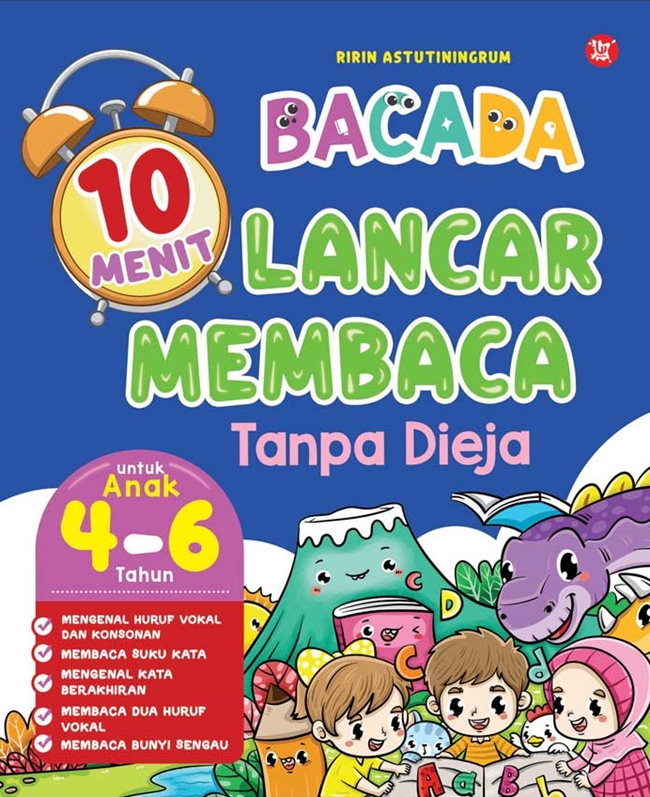 RIRIN ASTUTININGRUM
BACADA
10
MENIT
LANCAR
MEMBACA
Tanpa Dieja
untuk
Anak
4-6
Tahun
MENGENAL HURUF VOKAL
DAN KONSONAN
MEMBACA SUKU KATA
MENGENAL KATA
BERAKHIRAN
MEMBACA DUA HURUF
VOKAL
MEMBACA BUNYI SENGAU
C
D
C
d
A a B b